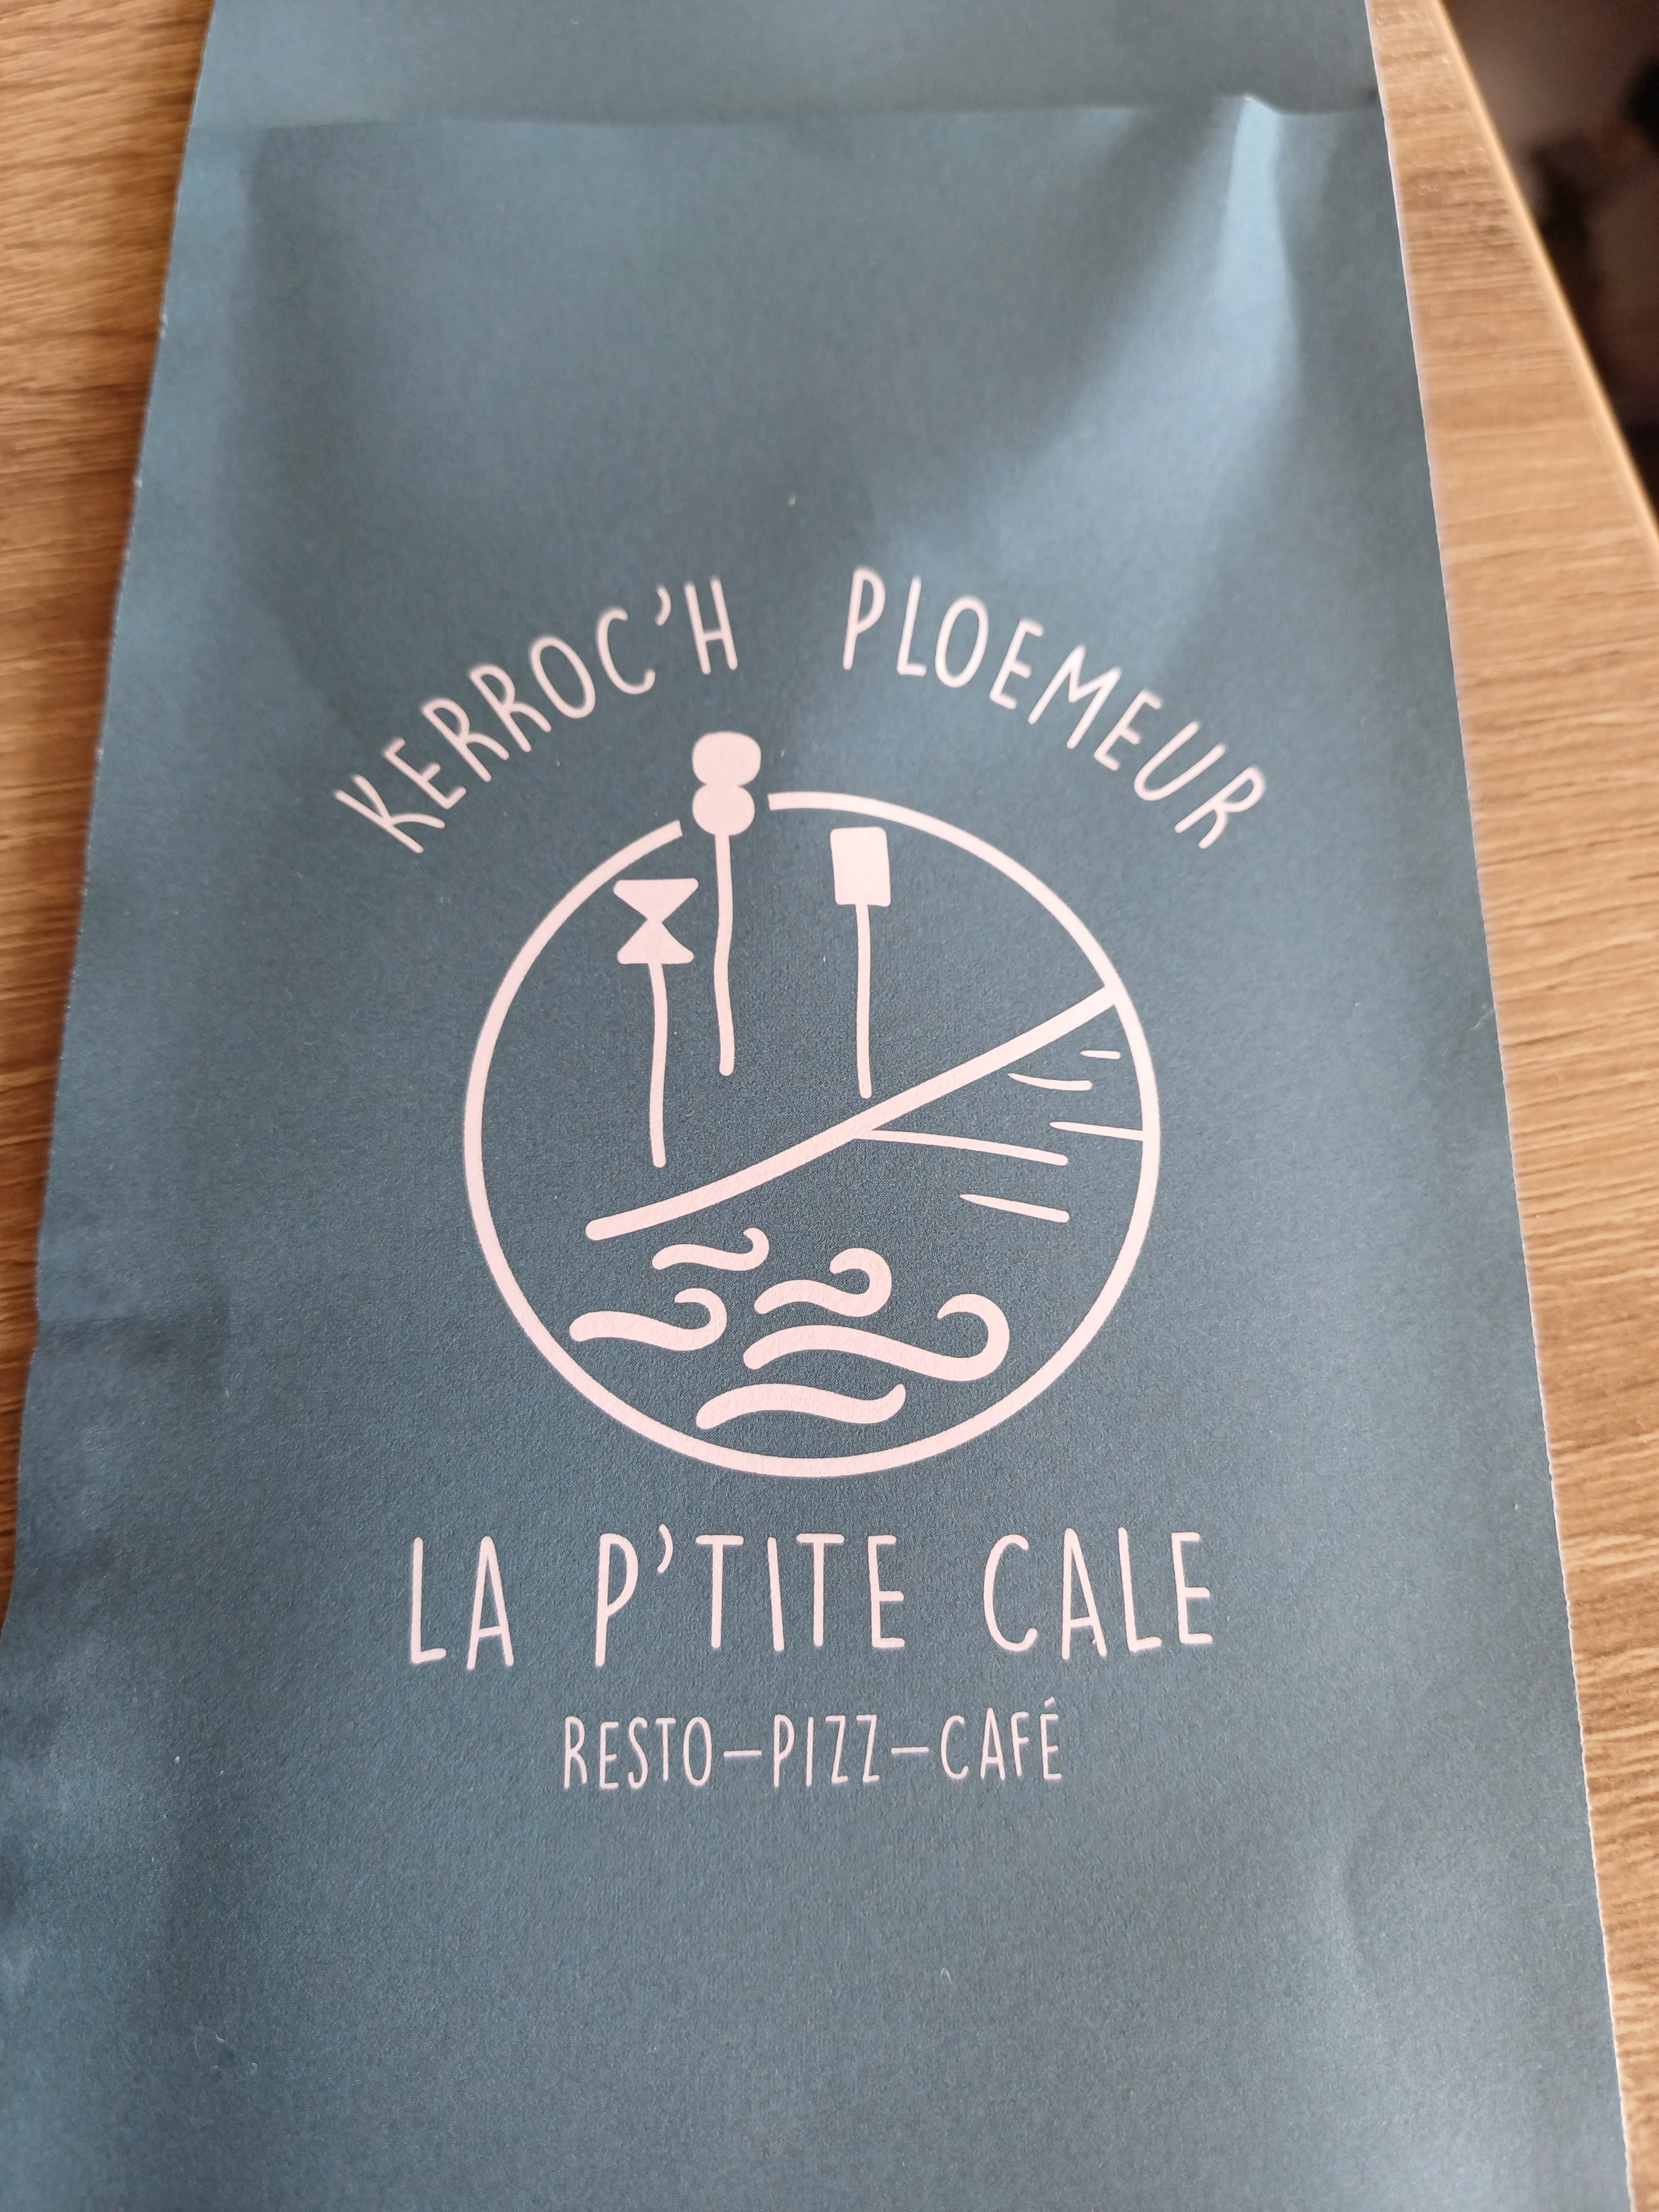 KERROC'H PLOEMEUR
LA P'TITE CALE
RESTO-PIZZ-CAFÉ